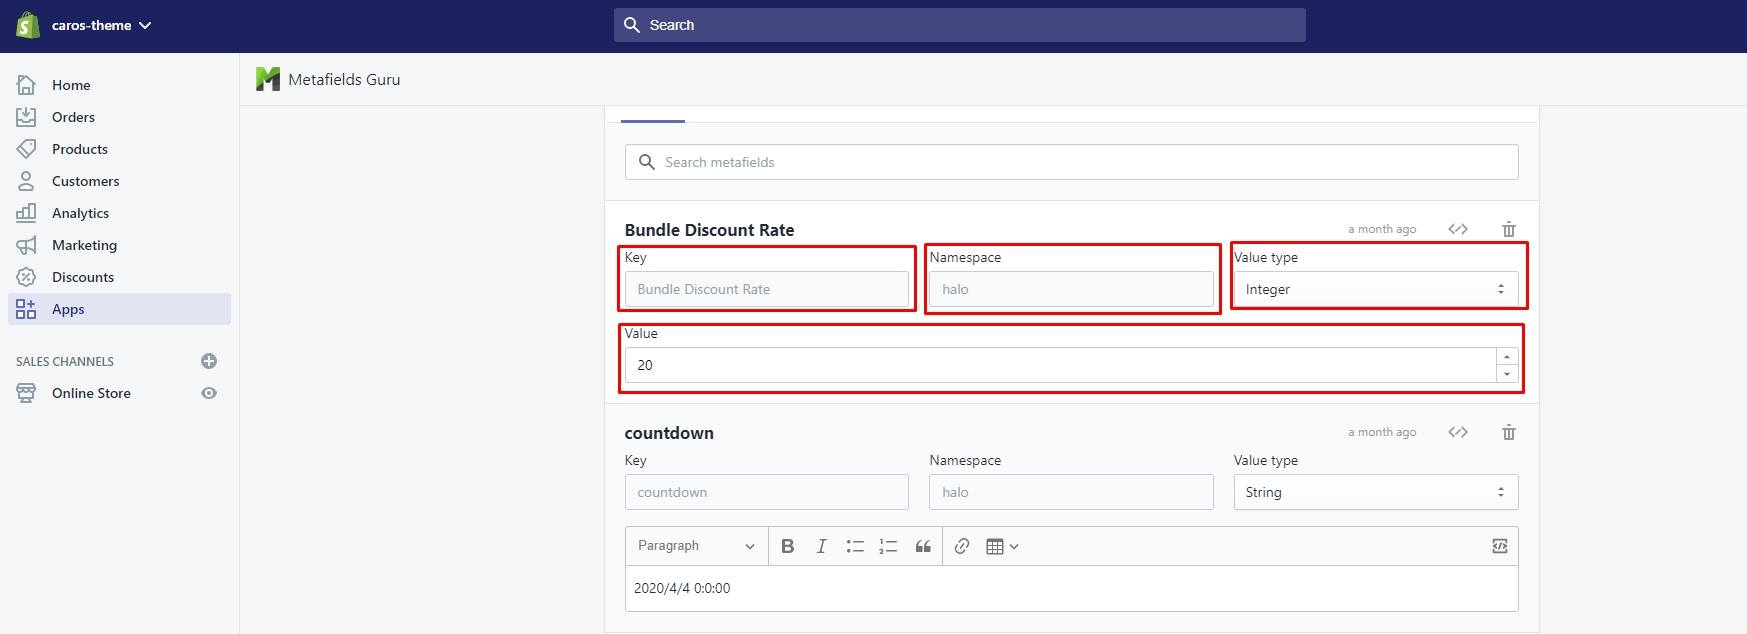 caros-theme
Search
Home
Orders
Products
Customers
Analytics
Marketing
Discounts
Apps
SALES CHANNELS
Online Store
Metafields Guru
Search metafields
Bundle Discount Rate
a month ago
Key
Namespace
Value type
Bundle Discount Rate
halo
Integer
Value
20
countdown
a month ago
Key
Namespace
Value type
countdown
halo
String
Paragraph
2020/4/4 0:0:00